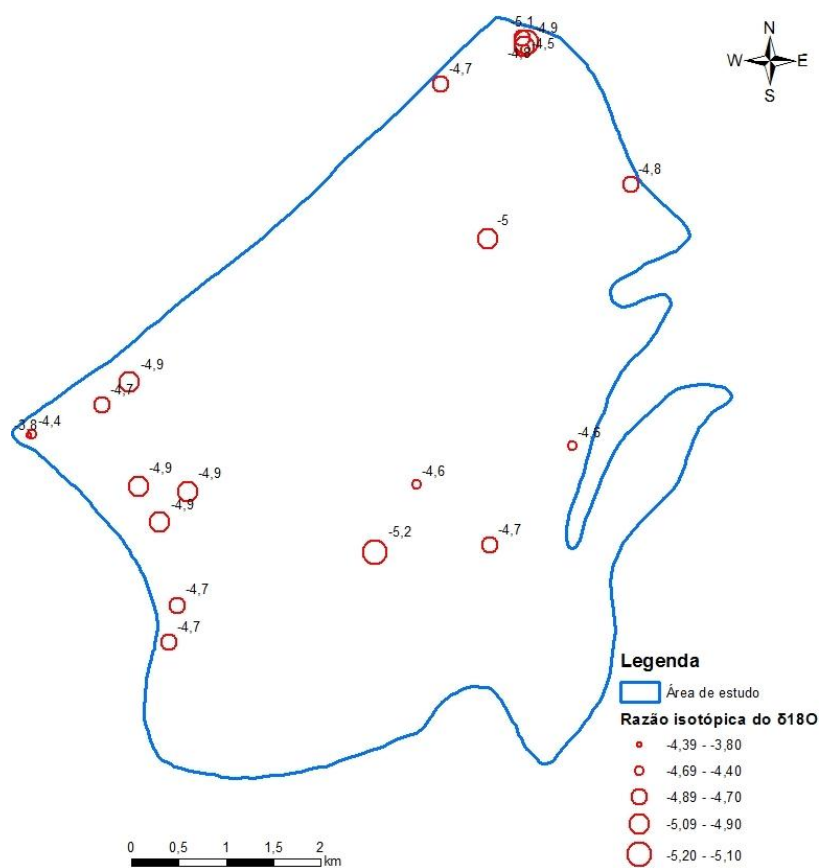 -5,1
-4,9
-4,5
-4,8
-4,7
N
W
E
S
-4,8
-5
-4,9
-4,7
-3,8
-4,4
-4,6
-4,9
-4,9
-4,6
-4,9
-5,2
-4,7
-4,7
-4,7
Legenda
Área de estudo
Razão isotópica do δ18O
-4,39 - -3,80
-4,69 - -4,40
-4,89 - -4,70
-5,09 - -4,90
-5,20 - -5,10
0 0,5 1 1,5 2
km